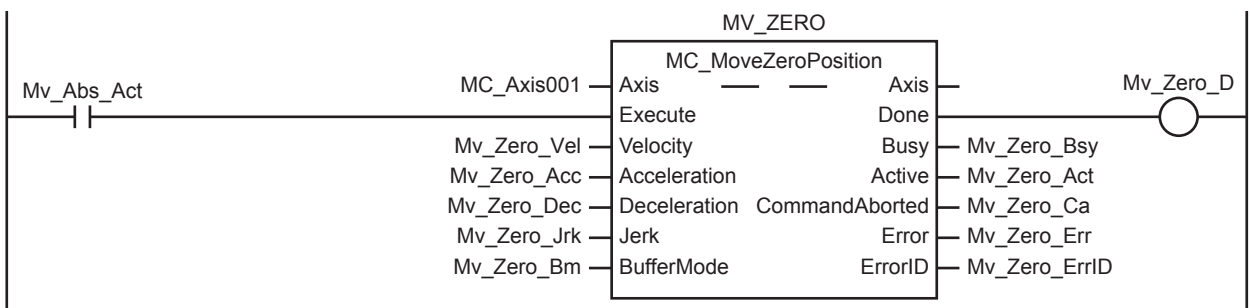 MV_ZERO
MC_MoveZeroPosition
MC_Axis001 Axis Axis
Mv_Abs_Act Mv_Zero_D
Execute Done
Mv_Zero_Vel Velocity Busy Mv_Zero_Bsy
Mv_Zero_Acc Acceleration Active Mv_Zero_Act
Mv_Zero_Dec Deceleration CommandAborted Mv_Zero_Ca
Mv_Zero_Jrk Jerk Error Mv_Zero_Err
Mv_Zero_Bm BufferMode ErrorID Mv_Zero_ErrID